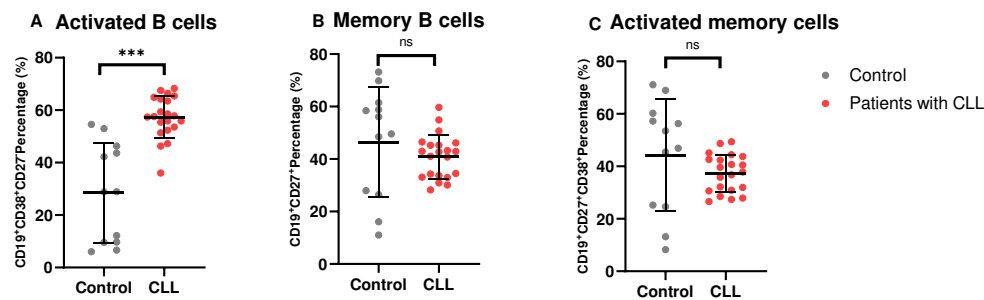 A Activated B cells
CD19⁺CD38⁺CD27⁻Percentage (%)
80
60
40
20
0
***
Control
CLL
B Memory B cells
CD19⁺CD27⁺Percentage (%)
80
60
40
20
0
ns
Control
CLL
C Activated memory cells
CD19⁺CD27⁺CD38⁺Percentage (%)
80
60
40
20
0
ns
Control
CLL
Control
Patients with CLL